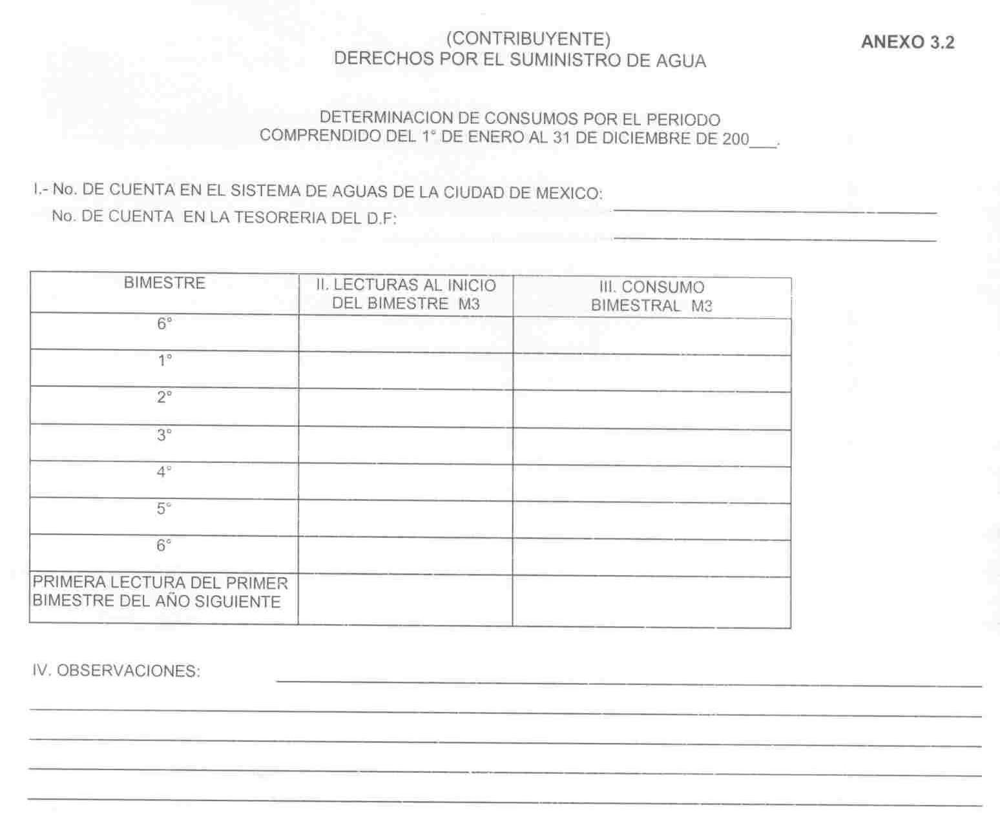 (CONTRIBUYENTE)
ANEXO 3.2
DERECHOS POR EL SUMINISTRO DE AGUA
DETERMINACION DE CONSUMOS POR EL PERIODO
COMPRENDIDO DEL 1° DE ENERO AL 31 DE DICIEMBRE DE 200___.
I.- No. DE CUENTA EN EL SISTEMA DE AGUAS DE LA CIUDAD DE MEXICO:
No. DE CUENTA EN LA TESORERIA DEL D.F:
BIMESTRE
II. LECTURAS AL INICIO
DEL BIMESTRE M3
III. CONSUMO
BIMESTRAL M3
6°
1°
2°
3°
4°
5°
6°
PRIMERA LECTURA DEL PRIMER
BIMESTRE DEL AÑO SIGUIENTE
IV. OBSERVACIONES: